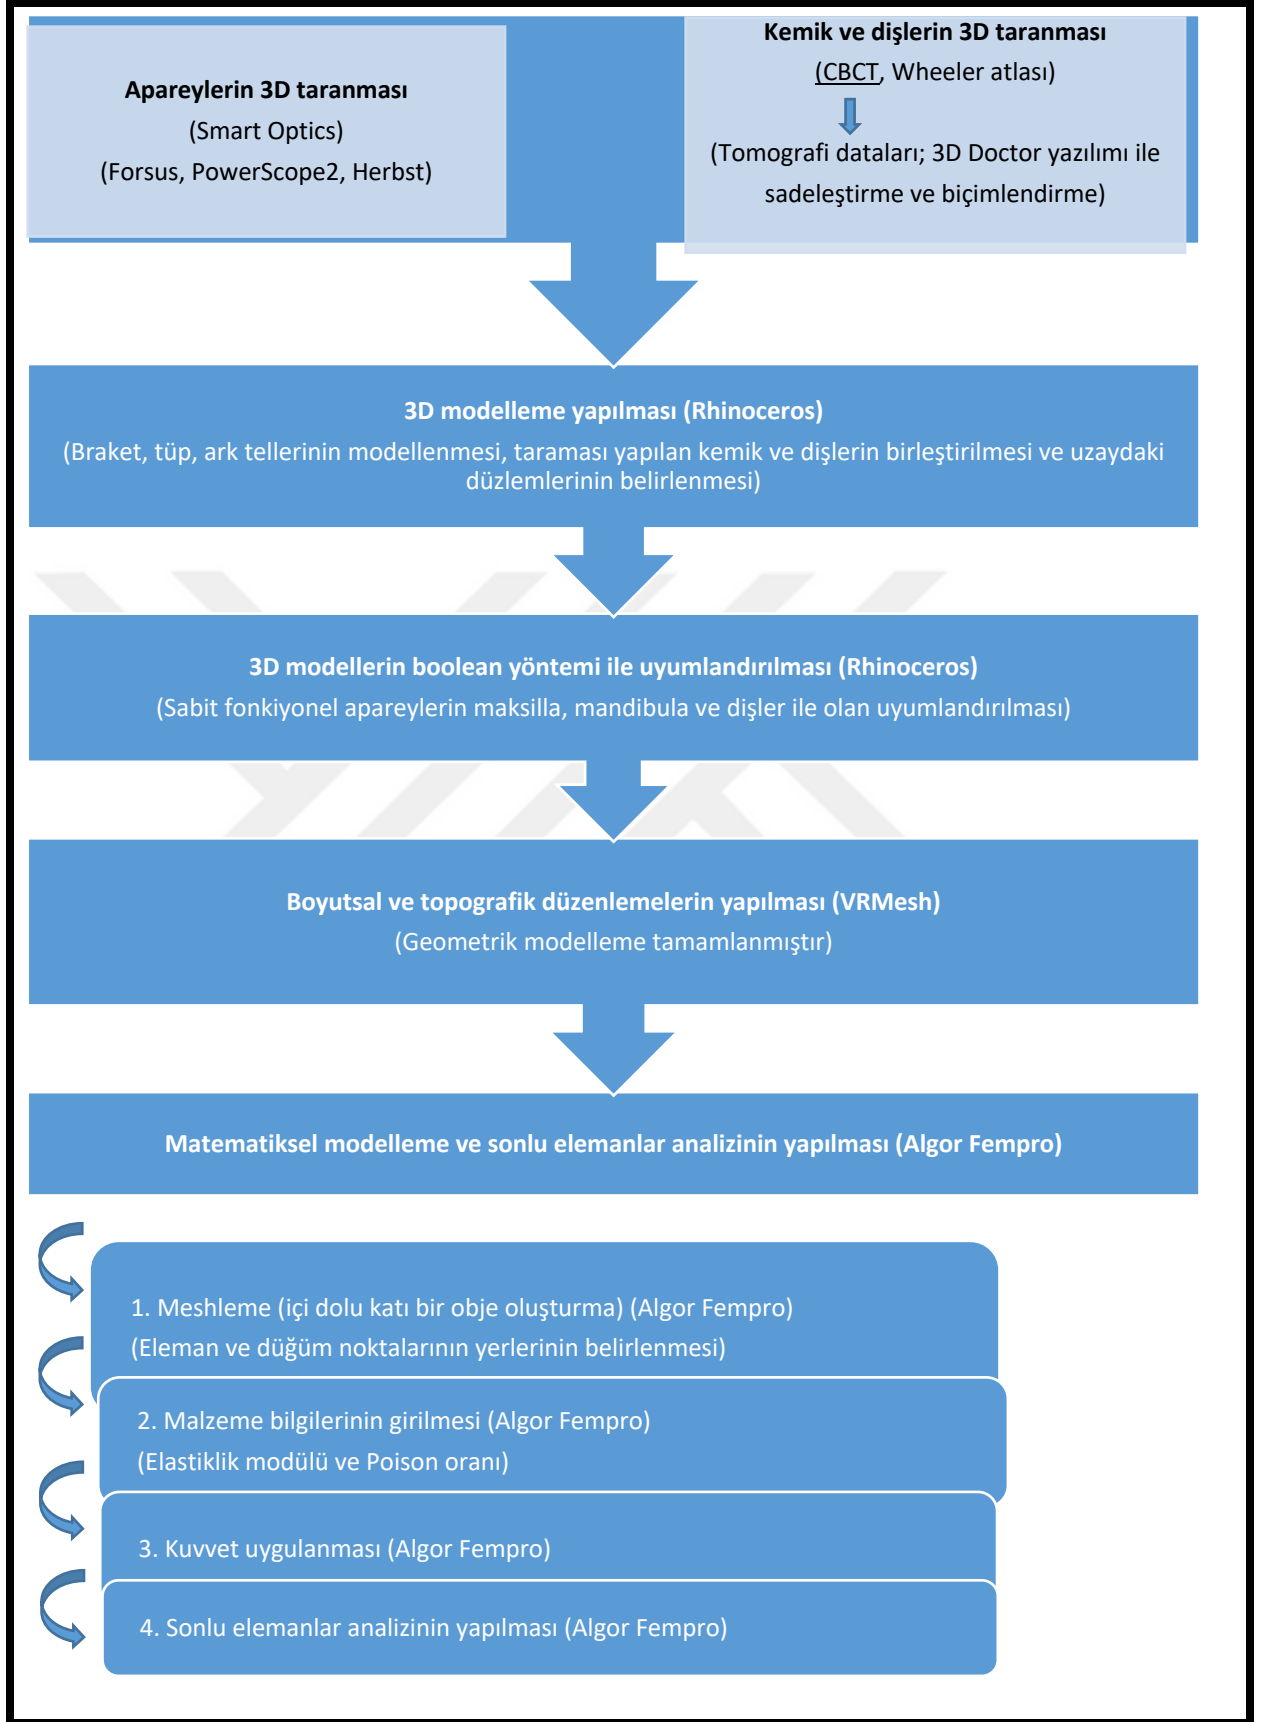 Apareylerin 3D taranması
(Smart Optics)
(Forsus, PowerScope2, Herbst)
Kemik ve dişlerin 3D taranması
(CBCT, Wheeler atlası)
(Tomografi dataları; 3D Doctor yazılımı ile
sadeleştirme ve biçimlendirme)
3D modelleme yapılması (Rhinoceros)
(Braket, tüp, ark tellerinin modellenmesi, taraması yapılan kemik ve dişlerin birleştirilmesi ve uzaydaki
düzlemlerinin belirlenmesi)
3D modellerin boolean yöntemi ile uyumlandırılması (Rhinoceros)
(Sabit fonkiyonel apareylerin maksilla, mandibula ve dişler ile olan uyumlandırılması)
Boyutsal ve topografik düzenlemelerin yapılması (VRMesh)
(Geometrik modelleme tamamlanmıştır)
Matematiksel modelleme ve sonlu elemanlar analizinin yapılması (Algor Fempro)
1. Meshleme (içi dolu katı bir obje oluşturma) (Algor Fempro)
(Eleman ve düğüm noktalarının yerlerinin belirlenmesi)
2. Malzeme bilgilerinin girilmesi (Algor Fempro)
(Elastiklik modülü ve Poison oranı)
3. Kuvvet uygulanması (Algor Fempro)
4. Sonlu elemanlar analizinin yapılması (Algor Fempro)